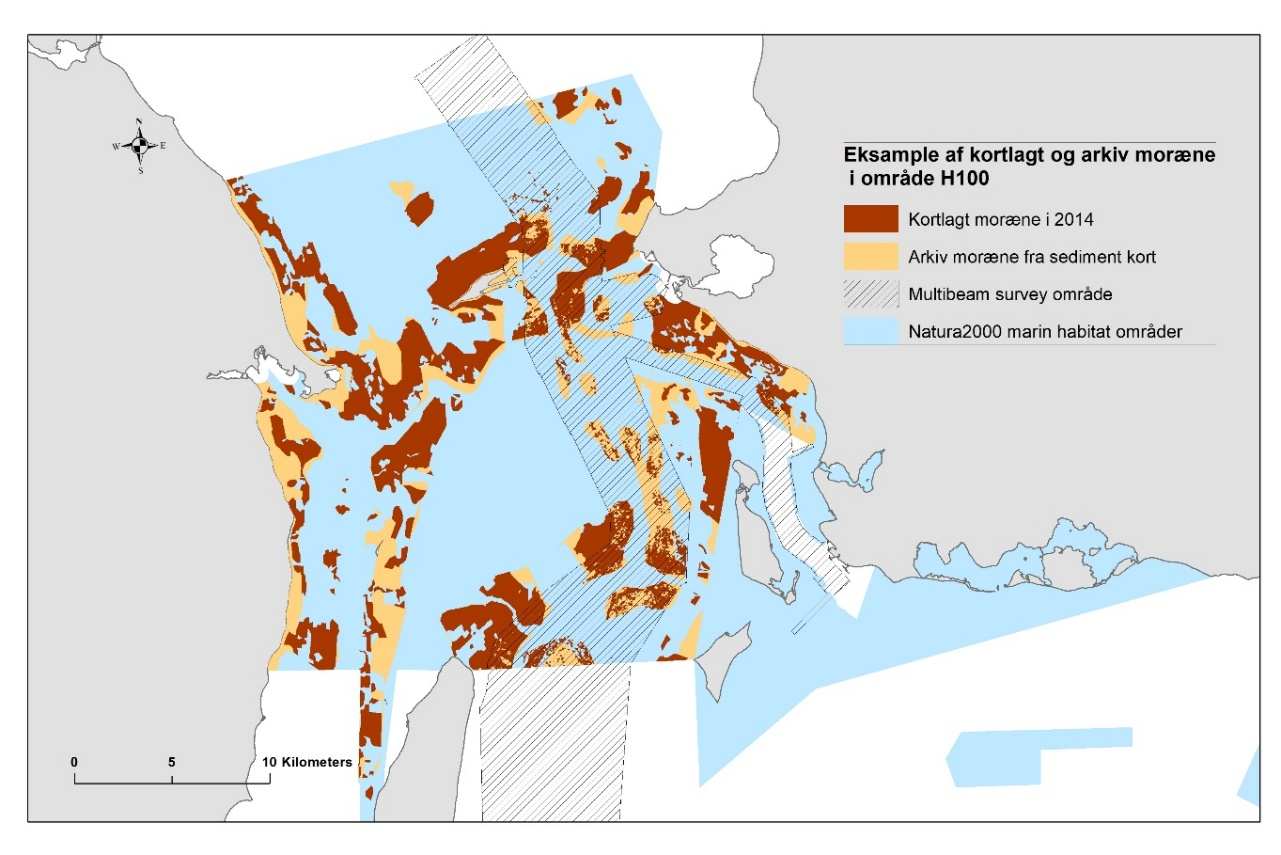 N
W E
S
Eksample af kortlagt og arkiv moræne
i område H100
Kortlagt moræne i 2014
Arkiv moræne fra sediment kort
Multibeam survey område
Natura2000 marin habitat områder
0 5 10 Kilometers